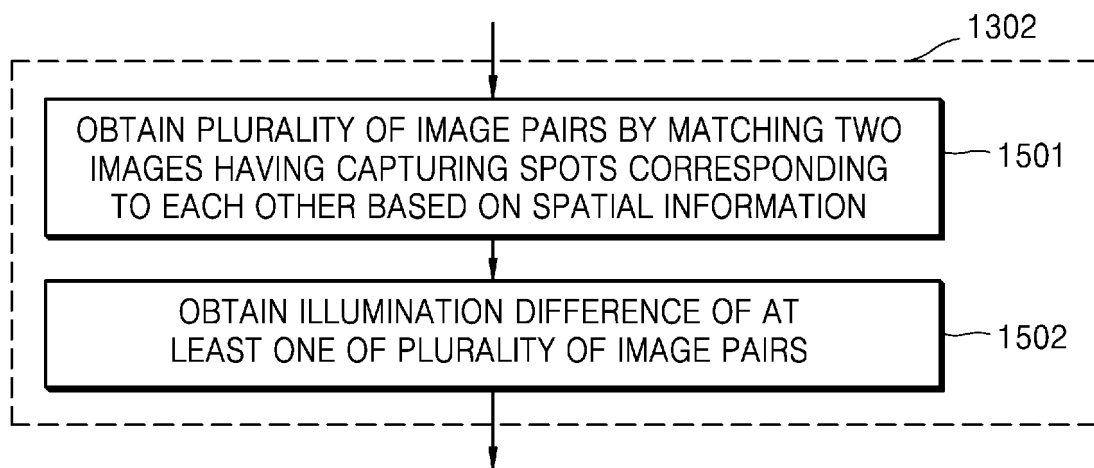 1302
OBTAIN PLURALITY OF IMAGE PAIRS BY MATCHING TWO
IMAGES HAVING CAPTURING SPOTS CORRESPONDING
TO EACH OTHER BASED ON SPATIAL INFORMATION
1501
OBTAIN ILLUMINATION DIFFERENCE OF AT
LEAST ONE OF PLURALITY OF IMAGE PAIRS
1502